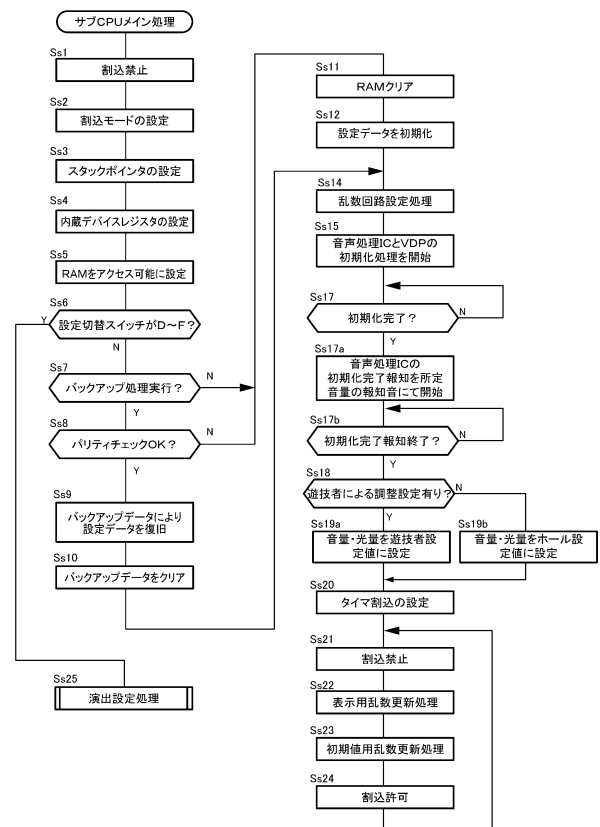 サブCPUメイン処理
Ss1
割込禁止
Ss2
割込モードの設定
Ss3
スタックポインタの設定
Ss4
内蔵デバイスレジスタの設定
Ss5
RAMをアクセス可能に設定
Ss6
Y
設定切替スイッチがD～F？
N
Ss7
バックアップ処理実行？
N
Y
Ss8
パリティチェックOK？
N
Y
Ss9
バックアップデータにより
設定データを復旧
Ss10
バックアップデータをクリア
Ss25
演出設定処理
Ss11
RAMクリア
Ss12
設定データを初期化
Ss14
乱数回路設定処理
Ss15
音声処理ICとVDPの
初期化処理を開始
Ss17
初期化完了？
N
Y
Ss17a
音声処理ICの
初期化完了報知を所定
音量の報知音にて開始
Ss17b
初期化完了報知終了？
N
Y
Ss18
遊技者による調整設定有り？
N
Y
Ss19a
音量・光量を遊技者設
定値に設定
Ss19b
音量・光量をホール設
定値に設定
Ss20
タイマ割込の設定
Ss21
割込禁止
Ss22
表示用乱数更新処理
Ss23
初期値用乱数更新処理
Ss24
割込許可